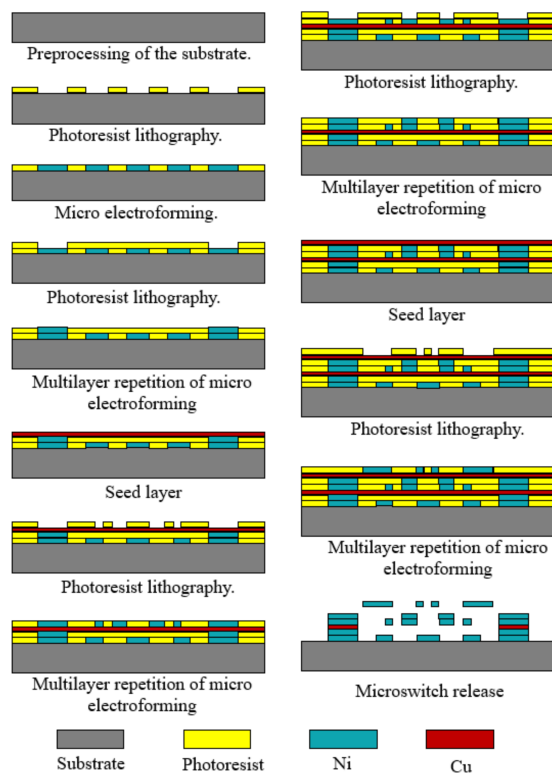 Preprocessing of the substrate.
Photoresist lithography.
Micro electroforming.
Photoresist lithography.
Multilayer repetition of micro
electroforming
Seed layer
Photoresist lithography.
Multilayer repetition of micro
electroforming
Photoresist lithography.
Multilayer repetition of micro
electroforming
Seed layer
Photoresist lithography.
Multilayer repetition of micro
electroforming
Microswitch release
Substrate
Photoresist
Ni
Cu